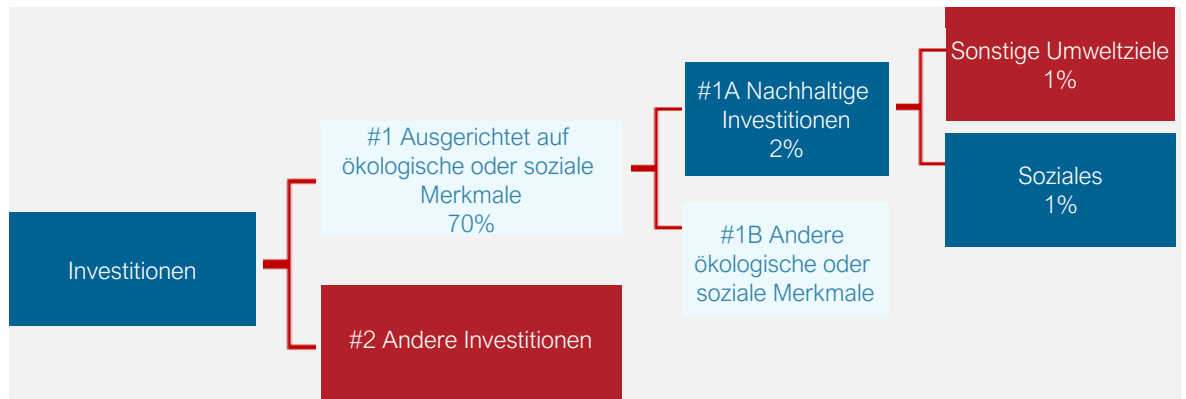 Investitionen
#1 Ausgerichtet auf
ökologische oder soziale
Merkmale
70%
#2 Andere Investitionen
#1A Nachhaltige
Investitionen
2%
#1B Andere
ökologische oder
soziale Merkmale
Sonstige Umweltziele
1%
Soziales
1%